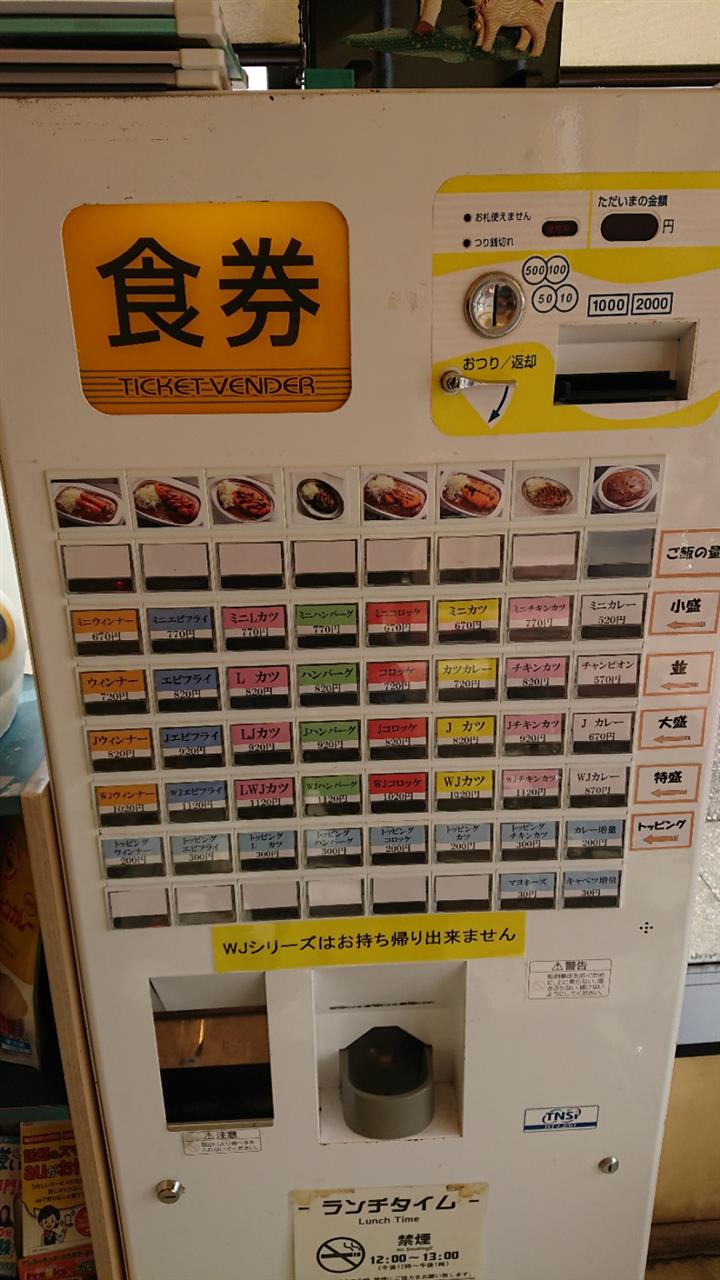 食券
TICKET VENDER
お札使えません
つり銭切れ
ただいまの金額
円
500 100
50 10
1000 2000
おつり/返却
ご飯の量
ミニウィンナー 670円
ミニエビフライ 770円
ミニLカツ 770円
ミニハンバーグ 770円
ミニコロッケ 670円
ミニカツ 670円
ミニチキンカツ 770円
ミニカレー 520円
小盛
ウィンナー 720円
エビフライ 820円
L カツ 820円
ハンバーグ 820円
コロッケ 720円
カツカレー 720円
チキンカツ 820円
チャンピオン 570円
並
Jウィンナー 820円
Jエビフライ 920円
LJカツ 920円
Jハンバーグ 920円
Jコロッケ 820円
J カツ 820円
Jチキンカツ 920円
J カレー 670円
大盛
WJウィンナー 1020円
WJエビフライ 1120円
LWJカツ 1120円
WJハンバーグ 1120円
WJコロッケ 1020円
WJカツ 1020円
WJチキンカツ 1120円
WJカレー 870円
特盛
トッピング ウィンナー 200円
トッピング エビフライ 300円
トッピング L カツ 300円
トッピング ハンバーグ 300円
トッピング コロッケ 200円
トッピング カツ 200円
トッピング チキンカツ 300円
カレー増量 200円
トッピング
マヨネーズ 30円
キャベツ増量 30円
WJシリーズはお持ち帰り出来ません
警告
注意
TNSi
ランチタイム
Lunch Time
禁煙
No Smoking!!
12:00〜13:00
(午後12時〜午後1時)